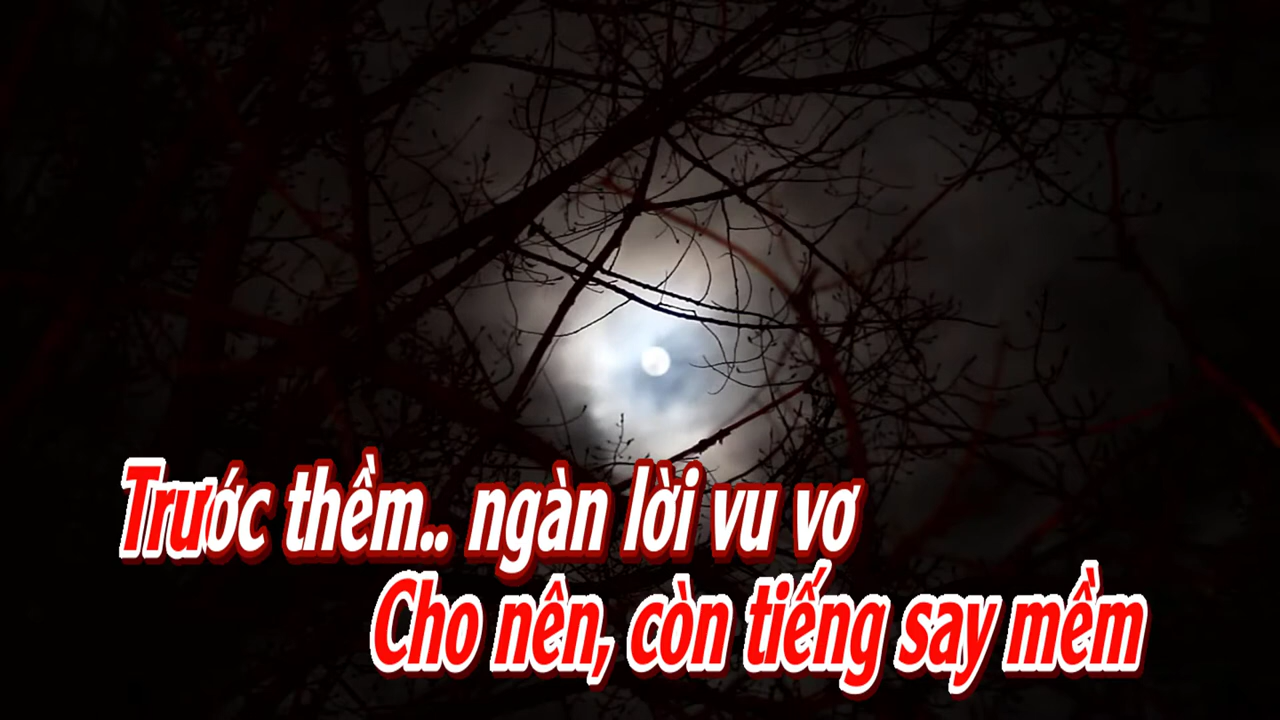 Trước thềm.. ngàn lời vu vơ
Cho nên, còn tiếng say mềm